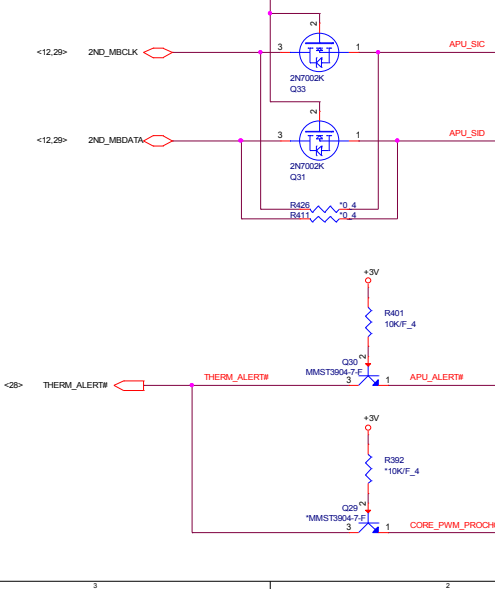 2
<12,29> 2ND_MBCLK 3 1 APU_SIC
2N7002K
Q33
2
<12,29> 2ND_MBDATA 3 1 APU_SID
2N7002K
Q31
R426 *0_4
R411 *0_4
+3V
R401
10K/F_4
Q30 2
MMST3904-7-F
<28> THERM_ALERT# THERM_ALERT# 3 1 APU_ALERT#
+3V
R392
*10K/F_4
Q29 2
*MMST3904-7-F
3 1 CORE_PWM_PROCHO
3 2